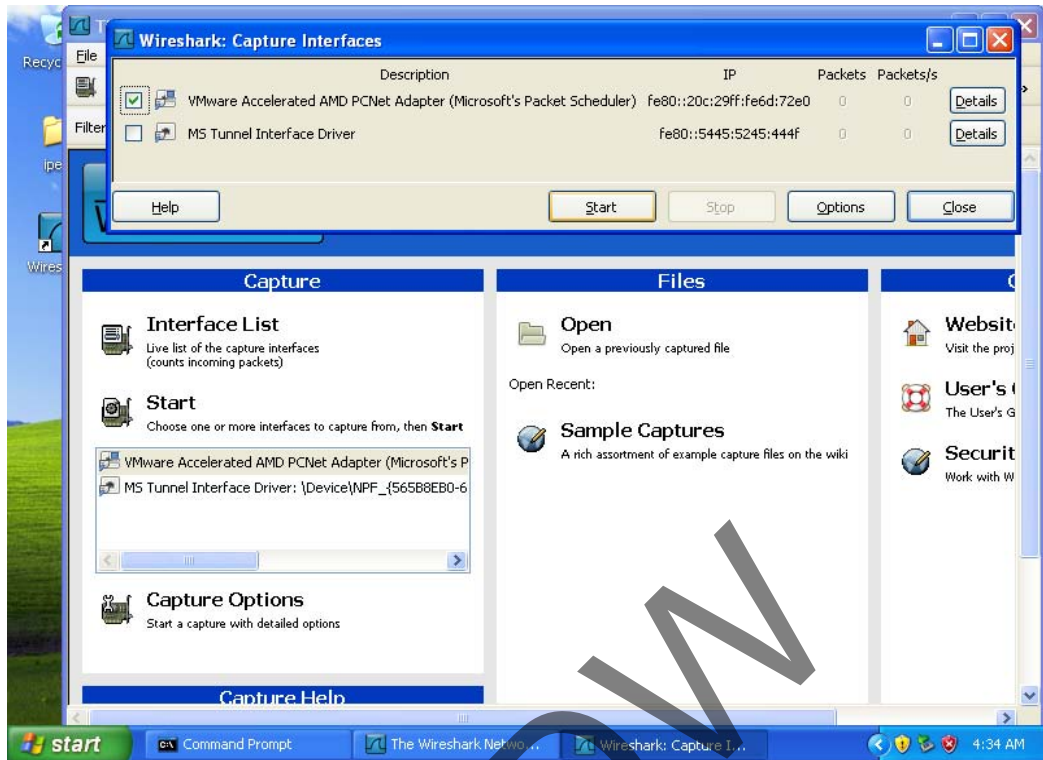 Recyc
Wireshark: Capture Interfaces
File
Description IP Packets Packets/s
VMware Accelerated AMD PCNet Adapter (Microsoft's Packet Scheduler) fe80::20c:29ff:fe6d:72e0 0 0 Details
Filter
MS Tunnel Interface Driver fe80::5445:5245:444f 0 0 Details
ipe
Help Start Stop Options Close
Wires
Capture
Interface List
Live list of the capture interfaces
(counts incoming packets)
Start
Choose one or more interfaces to capture from, then Start
VMware Accelerated AMD PCNet Adapter (Microsoft's P
MS Tunnel Interface Driver: \Device\NPF_{565B8EB0-6
Capture Options
Start a capture with detailed options
Capture Help
Files
Open
Open a previously captured file
Open Recent:
Sample Captures
A rich assortment of example capture files on the wiki
Websit
Visit the proj
User's
The User's G
Securit
Work with W
start Command Prompt The Wireshark Netwo... Wireshark: Capture I... 4:34 AM